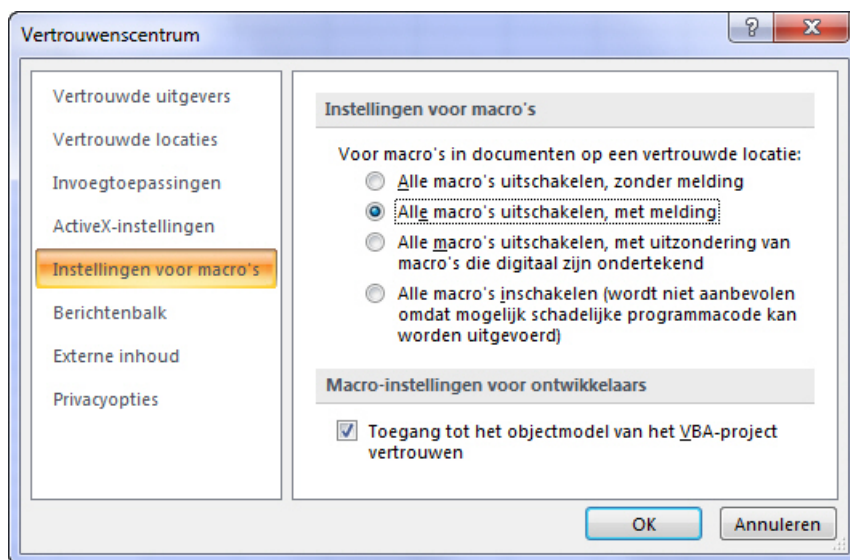 Vertrouwenscentrum
Vertrouwde uitgevers
Vertrouwde locaties
Invoegtoepassingen
ActiveX-instellingen
Instellingen voor macro's
Berichtenbalk
Externe inhoud
Privacyopties
Instellingen voor macro's
Voor macro's in documenten op een vertrouwde locatie:
Alle macro's uitschakelen, zonder melding
Alle macro's uitschakelen, met melding
Alle macro's uitschakelen, met uitzondering van
macro's die digitaal zijn ondertekend
Alle macro's inschakelen (wordt niet aanbevolen
omdat mogelijk schadelijke programmacode kan
worden uitgevoerd)
Macro-instellingen voor ontwikkelaars
Toegang tot het objectmodel van het VBA-project
vertrouwen
OK
Annuleren